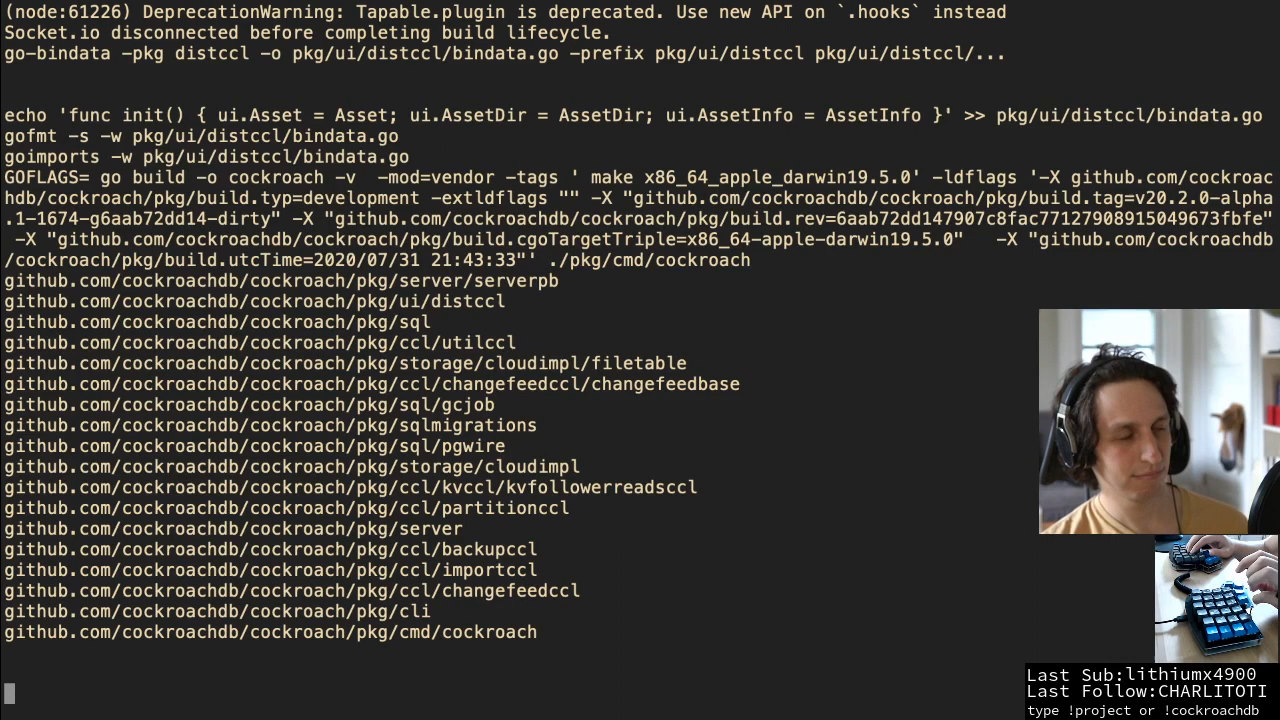 (node:61226) DeprecationWarning: Tapable.plugin is deprecated. Use new API on `.hooks` instead
Socket.io disconnected before completing build lifecycle.
go-bindata -pkg distccl -o pkg/ui/distccl/bindata.go -prefix pkg/ui/distccl pkg/ui/distccl/...
echo 'func init() { ui.Asset = Asset; ui.AssetDir = AssetDir; ui.AssetInfo = AssetInfo }' >> pkg/ui/distccl/bindata.go
gofmt -s -w pkg/ui/distccl/bindata.go
goimports -w pkg/ui/distccl/bindata.go
GOFLAGS= go build -o cockroach -v  -mod=vendor -tags ' make x86_64_apple_darwin19.5.0' -ldflags '-X github.com/cockroac
hdb/cockroach/pkg/build.typ=development -extldflags "" -X "github.com/cockroachdb/cockroach/pkg/build.tag=v20.2.0-alpha
.1-1674-g6aab72dd14-dirty" -X "github.com/cockroachdb/cockroach/pkg/build.rev=6aab72dd147907c8fac77127908915049673fbfe"
 -X "github.com/cockroachdb/cockroach/pkg/build.cgoTargetTriple=x86_64-apple-darwin19.5.0"   -X "github.com/cockroachdb
/cockroach/pkg/build.utcTime=2020/07/31 21:43:33"' ./pkg/cmd/cockroach
github.com/cockroachdb/cockroach/pkg/server/serverpb
github.com/cockroachdb/cockroach/pkg/ui/distccl
github.com/cockroachdb/cockroach/pkg/sql
github.com/cockroachdb/cockroach/pkg/ccl/utilccl
github.com/cockroachdb/cockroach/pkg/storage/cloudimpl/filetable
github.com/cockroachdb/cockroach/pkg/ccl/changefeedccl/changefeedbase
github.com/cockroachdb/cockroach/pkg/sql/gcjob
github.com/cockroachdb/cockroach/pkg/sqlmigrations
github.com/cockroachdb/cockroach/pkg/sql/pgwire
github.com/cockroachdb/cockroach/pkg/storage/cloudimpl
github.com/cockroachdb/cockroach/pkg/ccl/kvccl/kvfollowerreadsccl
github.com/cockroachdb/cockroach/pkg/ccl/partitionccl
github.com/cockroachdb/cockroach/pkg/server
github.com/cockroachdb/cockroach/pkg/ccl/backupccl
github.com/cockroachdb/cockroach/pkg/ccl/importccl
github.com/cockroachdb/cockroach/pkg/ccl/changefeedccl
github.com/cockroachdb/cockroach/pkg/cli
github.com/cockroachdb/cockroach/pkg/cmd/cockroach
Last Sub:lithiumx4900
Last Follow:CHARLITOTI
type !project or !cockroachdb